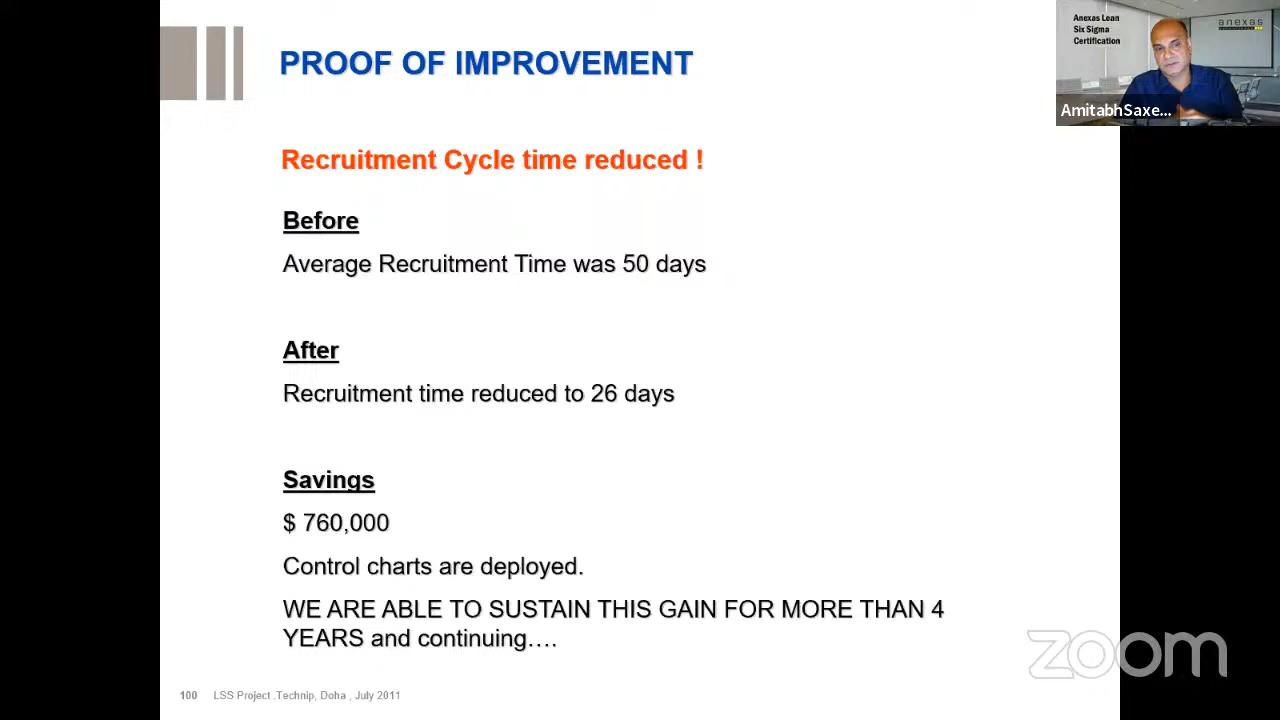 PROOF OF IMPROVEMENT
Anexas Lean
Six Sigma
Certification
anexas
AmitabhSaxe...
Recruitment Cycle time reduced !
Before
Average Recruitment Time was 50 days
After
Recruitment time reduced to 26 days
Savings
$ 760,000
Control charts are deployed.
WE ARE ABLE TO SUSTAIN THIS GAIN FOR MORE THAN 4
YEARS and continuing….
zoom
100 LSS Project .Technip, Doha , July 2011